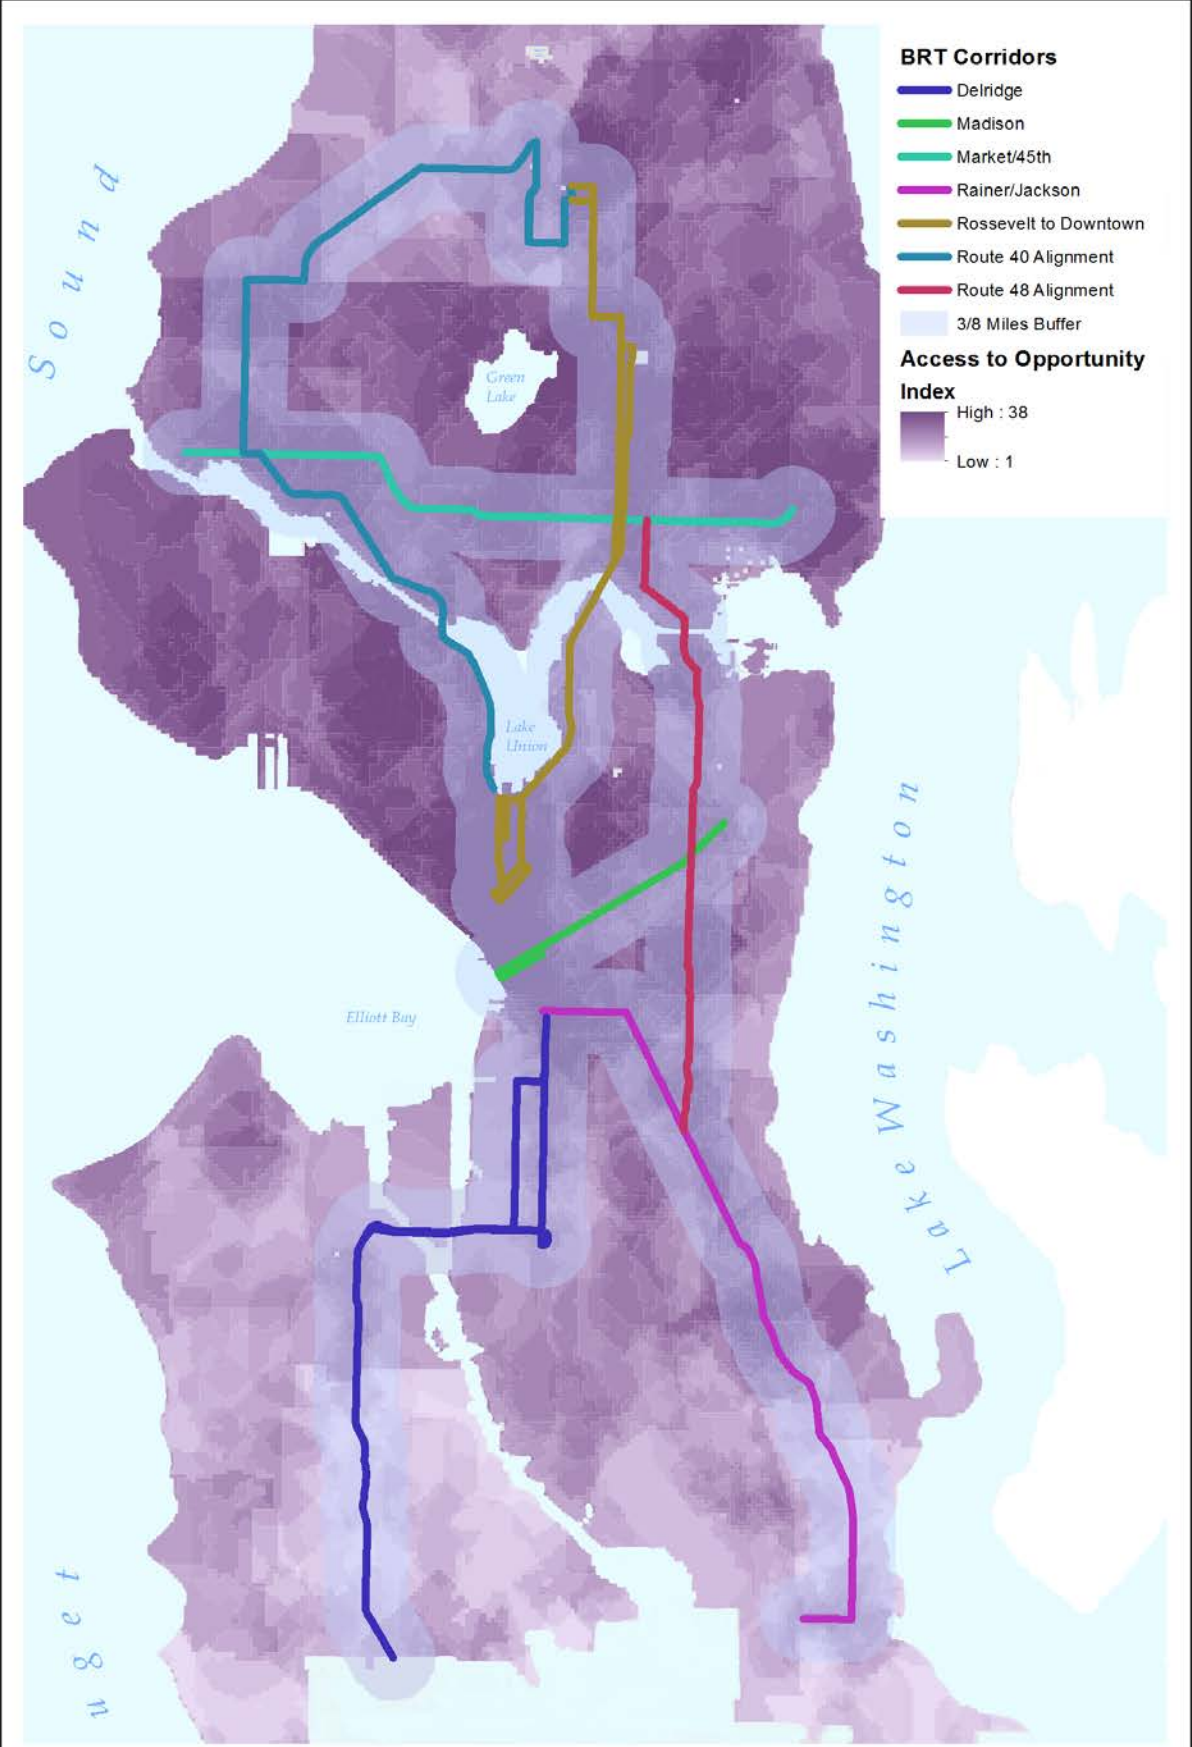 BRT Corridors
Delridge
Madison
Market/45th
Rainer/Jackson
Rossevelt to Downtown
Route 40 Alignment
Route 48 Alignment
3/8 Miles Buffer
Access to Opportunity
Index
High : 38
Low : 1
Sound
Green
Lake
Lake
Union
Elliott Bay
Lake Washington
uget